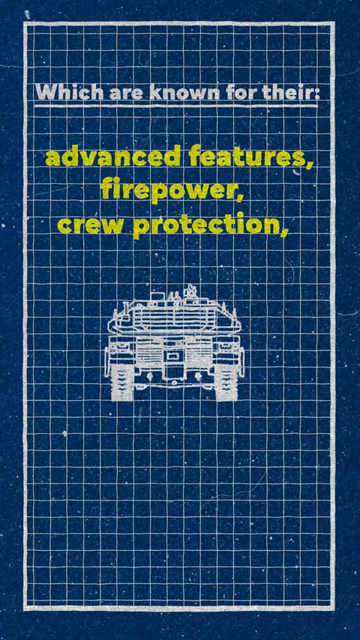 Which are known for their:
advanced features,
firepower,
crew protection,